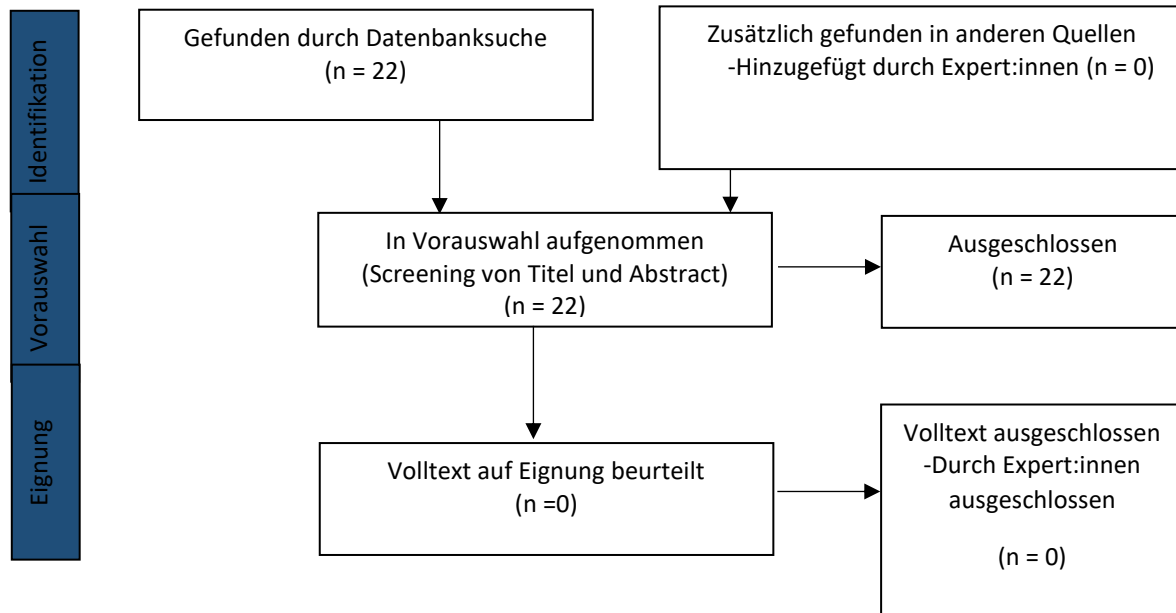 Identifikation
Gefunden durch Datenbanksuche
(n = 22)
Zusätzlich gefunden in anderen Quellen
-Hinzugefügt durch Expert:innen (n = 0)
Vorauswahl
In Vorauswahl aufgenommen
(Screening von Titel und Abstract)
(n = 22)
Ausgeschlossen
(n = 22)
Eignung
Volltext auf Eignung beurteilt
(n =0)
Volltext ausgeschlossen
-Durch Expert:innen
ausgeschlossen
(n = 0)